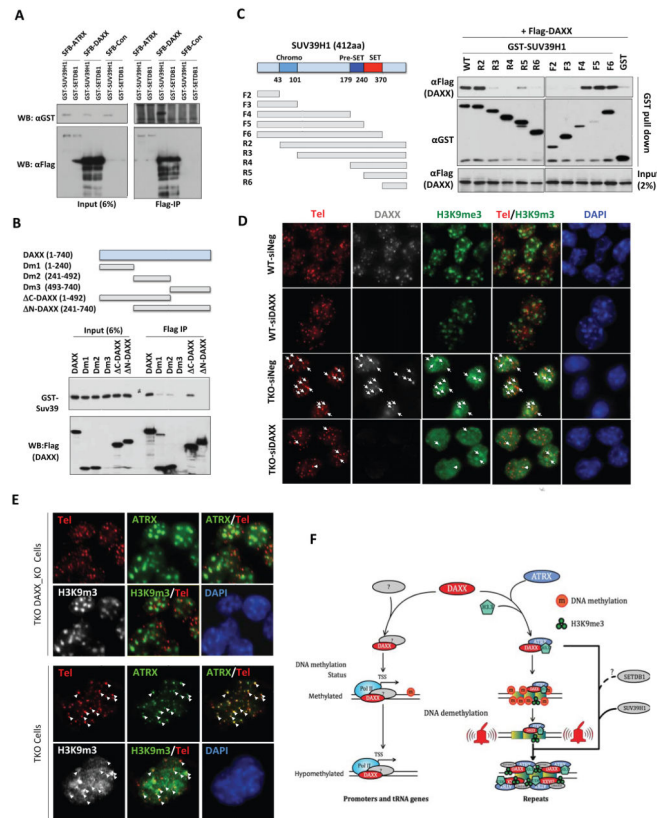 A
SFB-ATRX
SFB-DAXX
SFB-Con
SFB-ATRX
SFB-DAXX
SFB-Con
GST-SUV39H1
GST-SETDB1
GST-SUV39H1
GST-SETDB1
GST-SUV39H1
GST-SETDB1
GST-SUV39H1
GST-SETDB1
GST-SUV39H1
GST-SETDB1
GST-SUV39H1
GST-SETDB1
WB: αGST
WB: αFlag
Input (6%)
Flag-IP
B
DAXX (1-740)
Dm1 (1-240)
Dm2 (241-492)
Dm3 (493-740)
ΔC-DAXX (1-492)
ΔN-DAXX (241-740)
Input (6%)
Flag IP
DAXX
Dm1
Dm2
Dm3
ΔC-DAXX
ΔN-DAXX
DAXX
Dm1
Dm2
Dm3
ΔC-DAXX
ΔN-DAXX
GST-
Suv39
WB:Flag
(DAXX)
C
SUV39H1 (412aa)
Chromo
Pre-SET
SET
43 101 179 240 370
F2
F3
F4
F5
F6
R2
R3
R4
R5
R6
+ Flag-DAXX
GST-SUV39H1
WT
R2
R3
R4
R5
R6
F2
F3
F4
F5
F6
GST
αFlag
(DAXX)
αGST
GST pull down
αFlag
(DAXX)
Input
(2%)
D
Tel
DAXX
H3K9me3
Tel/H3K9m3
DAPI
WT-siNeg
WT-siDAXX
TKO-siNeg
TKO-siDAXX
E
TKO DAXX_KO Cells
Tel
ATRX
ATRX/Tel
H3K9m3
H3K9m3/Tel
DAPI
TKO Cells
Tel
ATRX
ATRX/Tel
H3K9m3
H3K9m3/Tel
DAPI
F
?
DAXX
ATRX
H3.3
m DNA methylation
H3K9me3
?
DAXX
ATRX
DAXX
DNA methylation
Status
Methylated
TSS
Pol II
DAXX
m
DNA demethylation
?
SETDB1
SUV39H1
Hypomethylated
TSS
Pol II
DAXX
Promoters and tRNA genes
Repeats